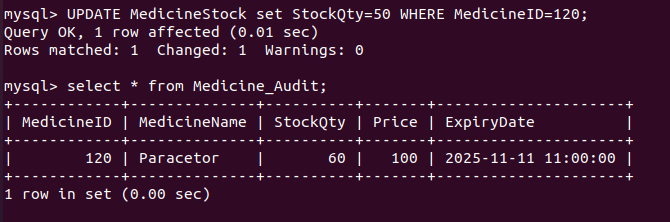 mysql> UPDATE MedicineStock set StockQty=50 WHERE MedicineID=120;
Query OK, 1 row affected (0.01 sec)
Rows matched: 1  Changed: 1  Warnings: 0
mysql> select * from Medicine_Audit;
+------------+--------------+----------+-------+---------------------+
| MedicineID | MedicineName | StockQty | Price | ExpiryDate          |
+------------+--------------+----------+-------+---------------------+
|        120 | Paracetor    |       60 |   100 | 2025-11-11 11:00:00 |
+------------+--------------+----------+-------+---------------------+
1 row in set (0.00 sec)